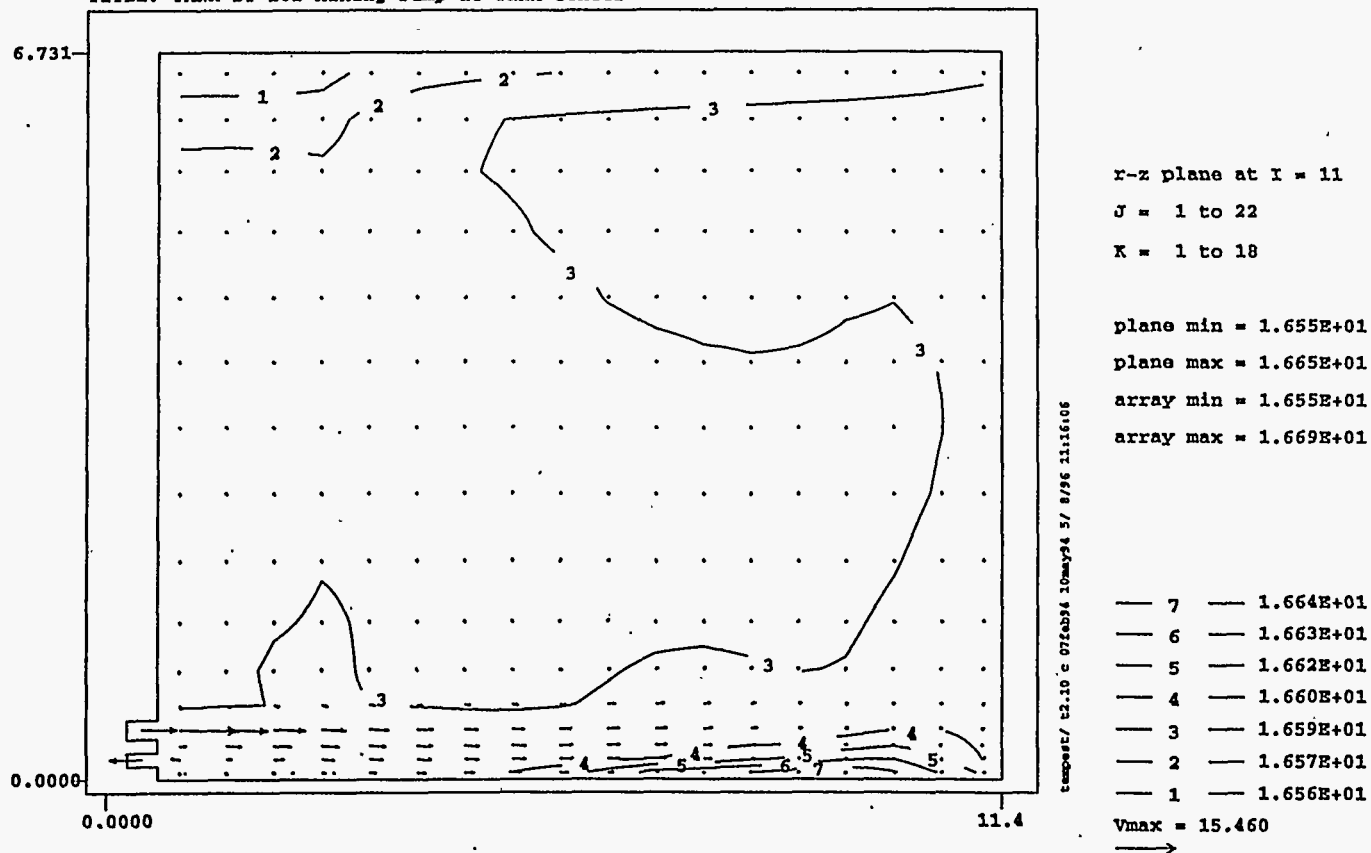 6.731
1
2
2
2
3
3
3
3
3
4
4
4
5
5
5
6
7
0.0000
0.0000
11.4
r-z plane at I = 11
J = 1 to 22
K = 1 to 18
plane min = 1.655E+01
plane max = 1.665E+01
array min = 1.655E+01
array max = 1.669E+01
7 1.664E+01
6 1.663E+01
5 1.662E+01
4 1.660E+01
3 1.659E+01
2 1.657E+01
1 1.656E+01
Vmax = 15.460